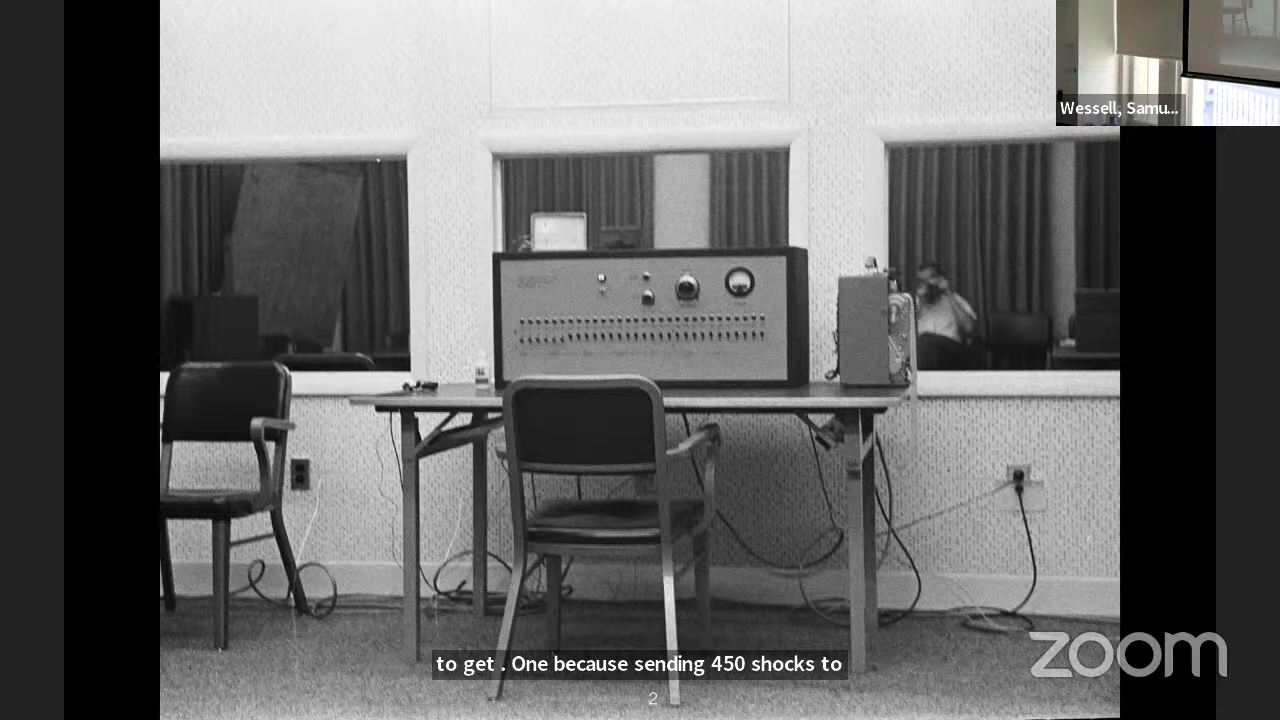 Wessell, Samu...
to get . One because sending 450 shocks to
2
zoom